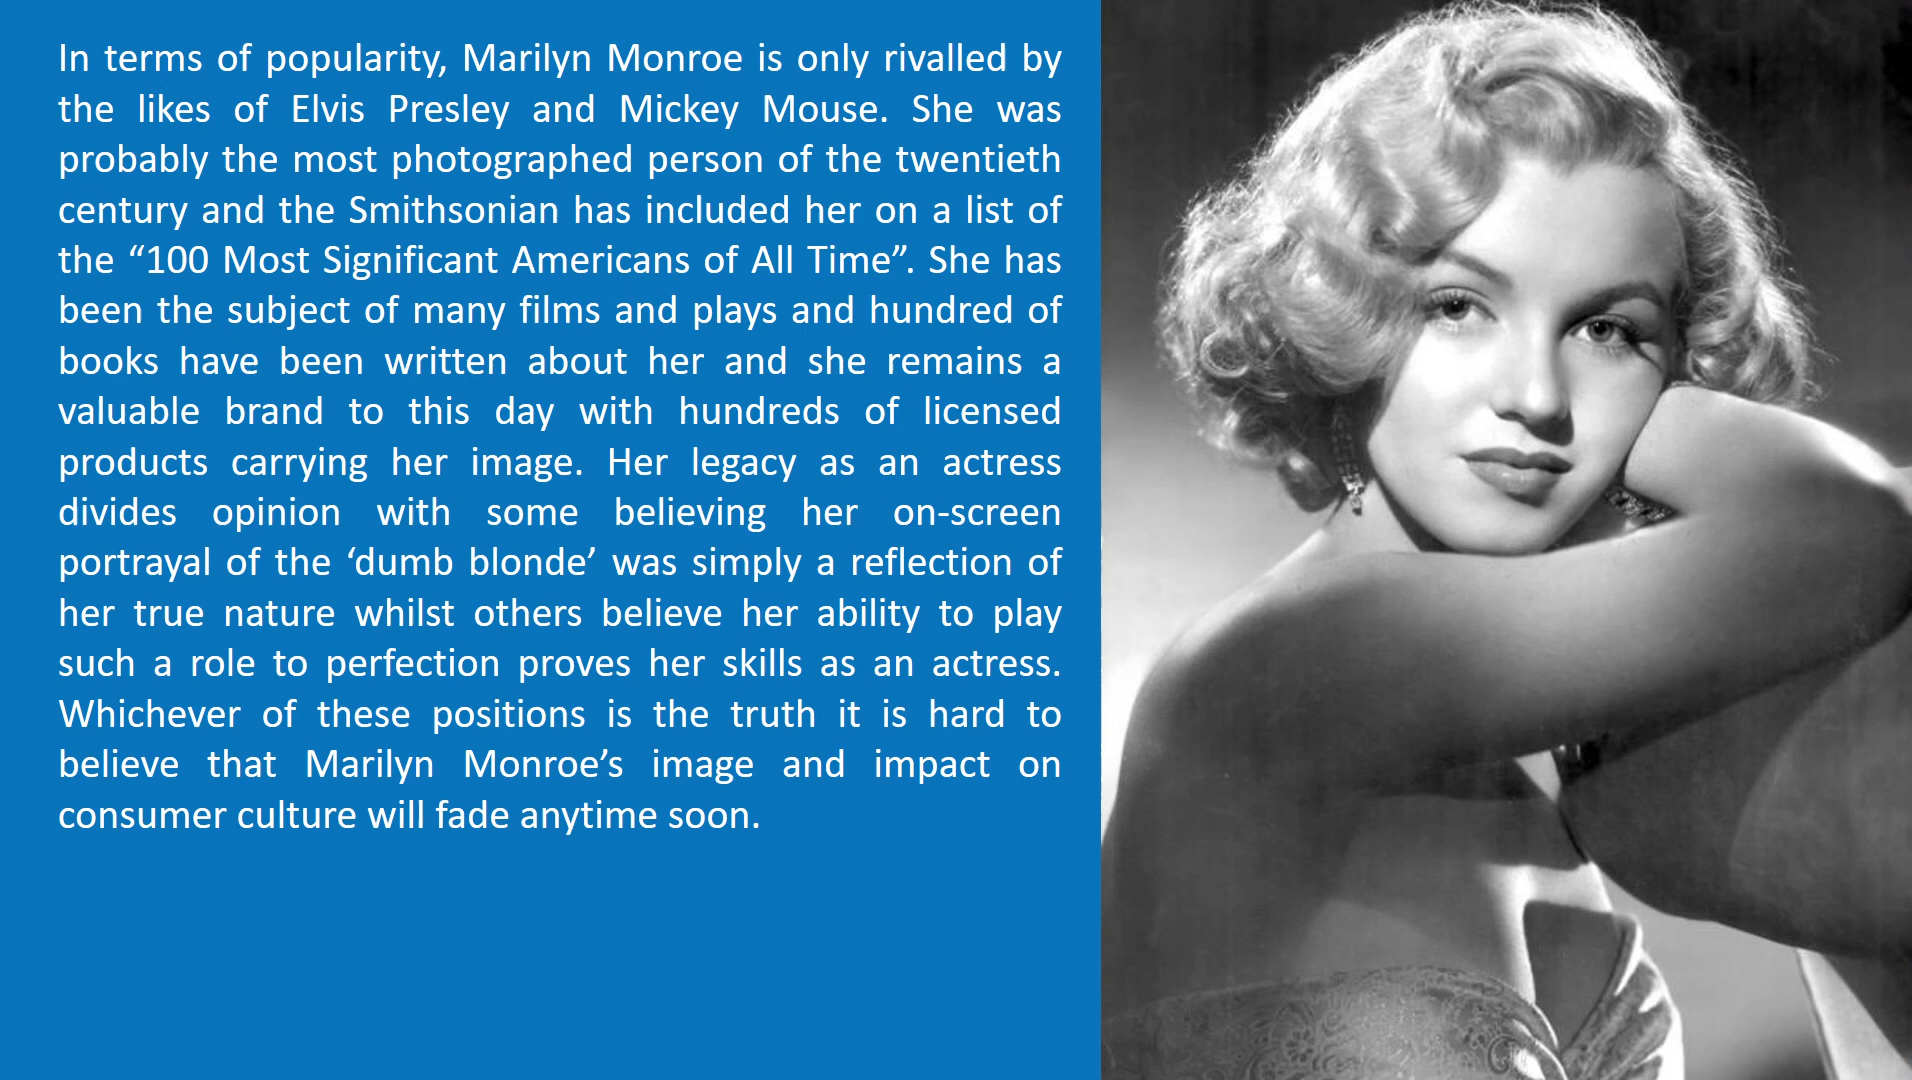 In terms of popularity, Marilyn Monroe is only rivalled by
the likes of Elvis Presley and Mickey Mouse. She was
probably the most photographed person of the twentieth
century and the Smithsonian has included her on a list of
the “100 Most Significant Americans of All Time”. She has
been the subject of many films and plays and hundred of
books have been written about her and she remains a
valuable brand to this day with hundreds of licensed
products carrying her image. Her legacy as an actress
divides opinion with some believing her on-screen
portrayal of the ‘dumb blonde’ was simply a reflection of
her true nature whilst others believe her ability to play
such a role to perfection proves her skills as an actress.
Whichever of these positions is the truth it is hard to
believe that Marilyn Monroe’s image and impact on
consumer culture will fade anytime soon.